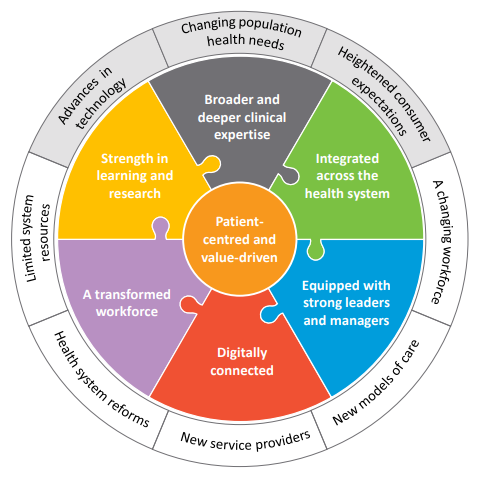 Changing population
health needs
Heightened consumer
expectations
A changing workforce
New models of care
New service providers
Health system reforms
Limited system
resources
Advances in
technology
Broader and
deeper clinical
expertise
Integrated
across the
health system
Equipped with
strong leaders
and managers
Digitally
connected
A transformed
workforce
Strength in
learning and
research
Patient-
centred and
value-driven